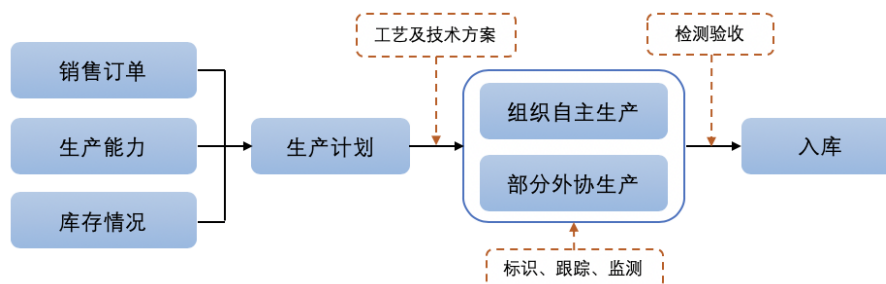 工艺及技术方案
检测验收
销售订单
组织自主生产
生产能力
生产计划
入库
部分外协生产
库存情况
标识、跟踪、监测